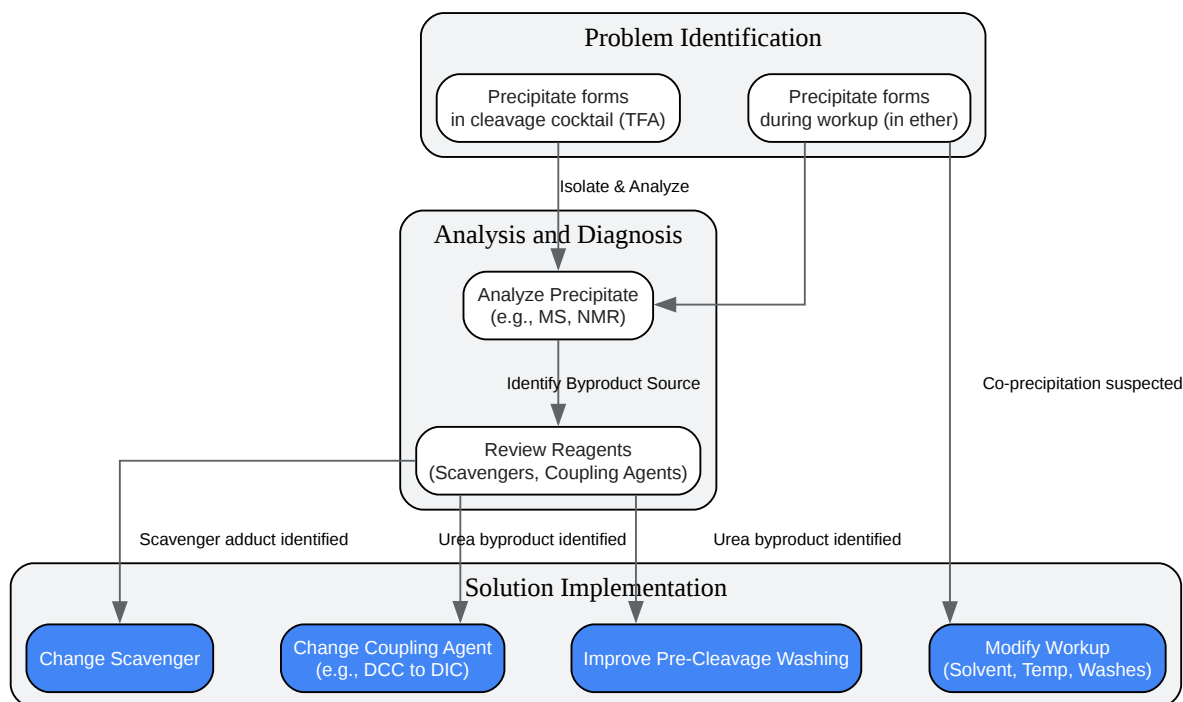 Problem Identification
Precipitate forms
in cleavage cocktail (TFA)
Precipitate forms
during workup (in ether)
Isolate & Analyze
Analysis and Diagnosis
Analyze Precipitate
(e.g., MS, NMR)
Identify Byproduct Source
Co-precipitation suspected
Review Reagents
(Scavengers, Coupling Agents)
Scavenger adduct identified
Urea byproduct identified
Urea byproduct identified
Solution Implementation
Change Scavenger
Change Coupling Agent
(e.g., DCC to DIC)
Improve Pre-Cleavage Washing
Modify Workup
(Solvent, Temp, Washes)